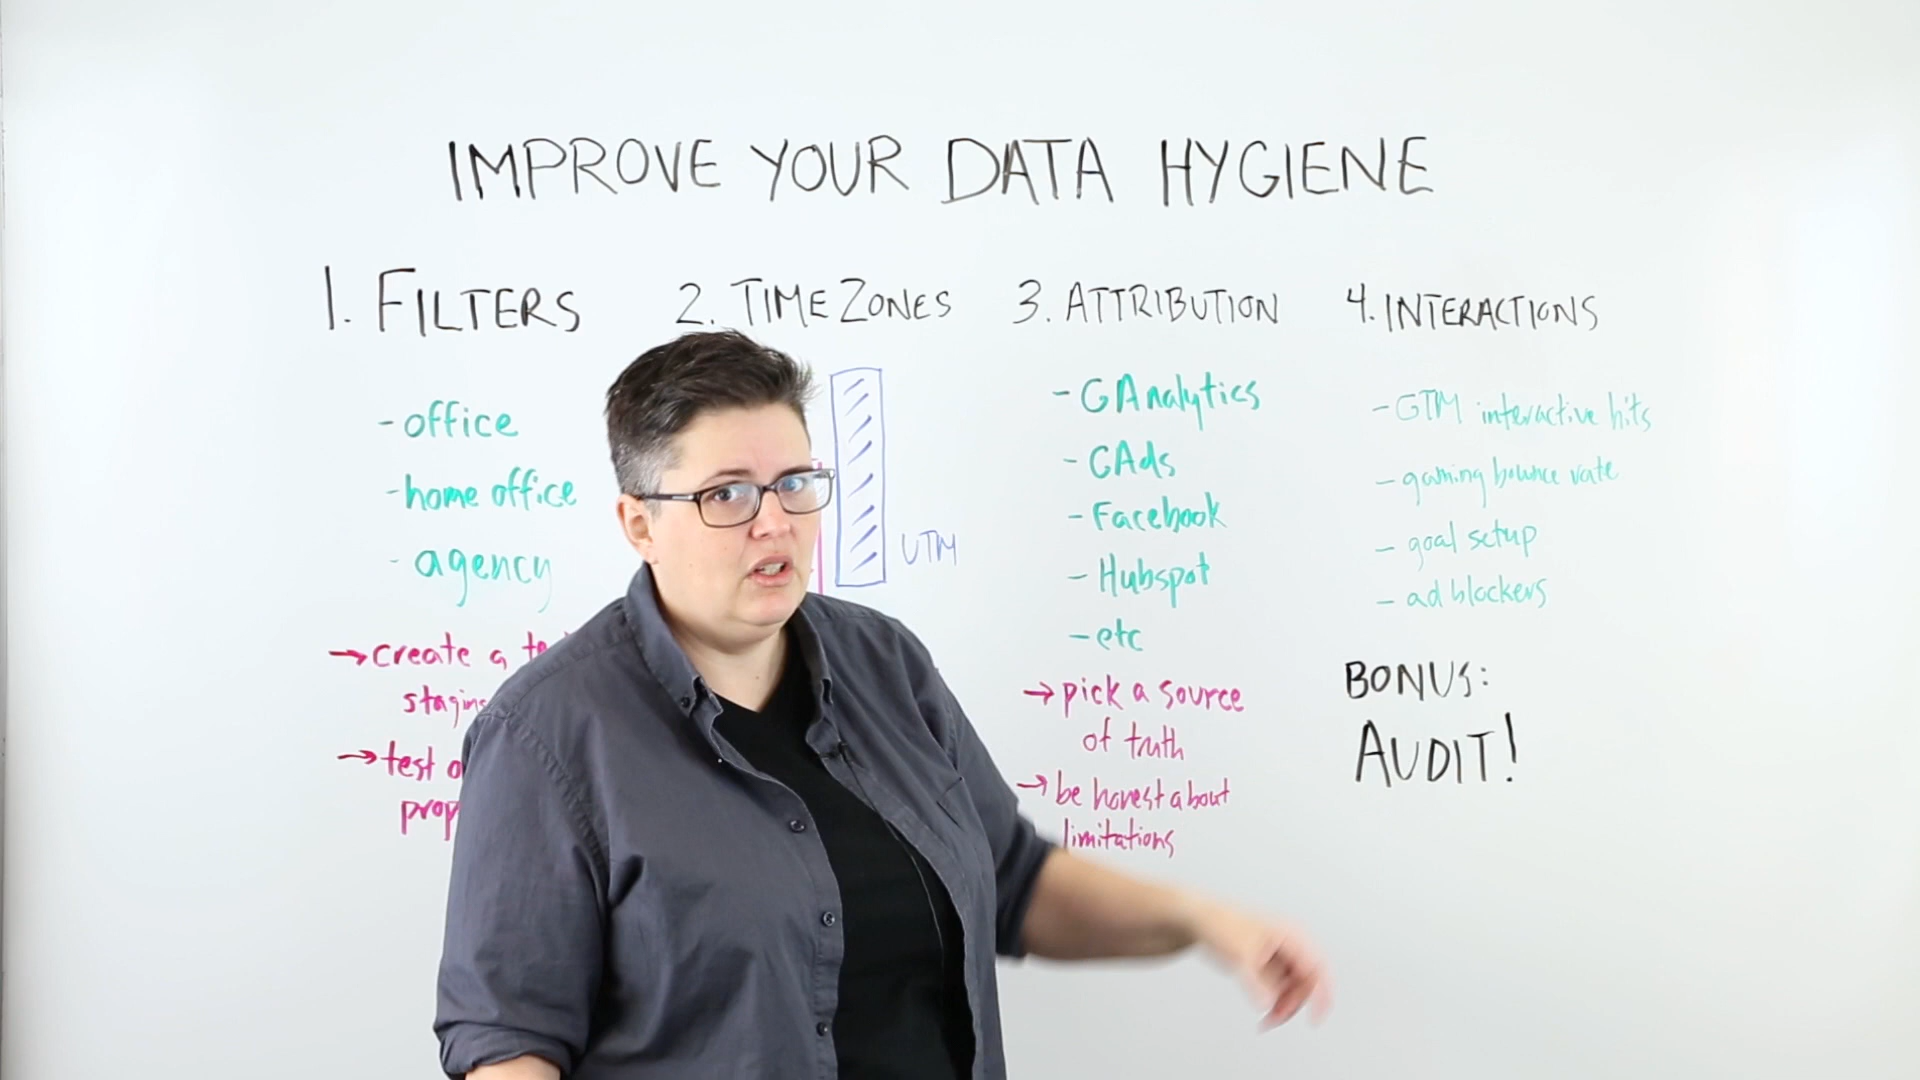 IMPROVE YOUR DATA HYGIENE
1. FILTERS
- office
- home office
- agency
→ create a
→ test
2. TIME ZONES
UTM
3. ATTRIBUTION
- GAnalytics
- GAds
- Facebook
- Hubspot
- etc
→ pick a source
of truth
→ be honest about
limitations
4. INTERACTIONS
- GTM interactive hits
- gaming bounce rate
- goal setup
- ad blockers
BONUS:
AUDIT!